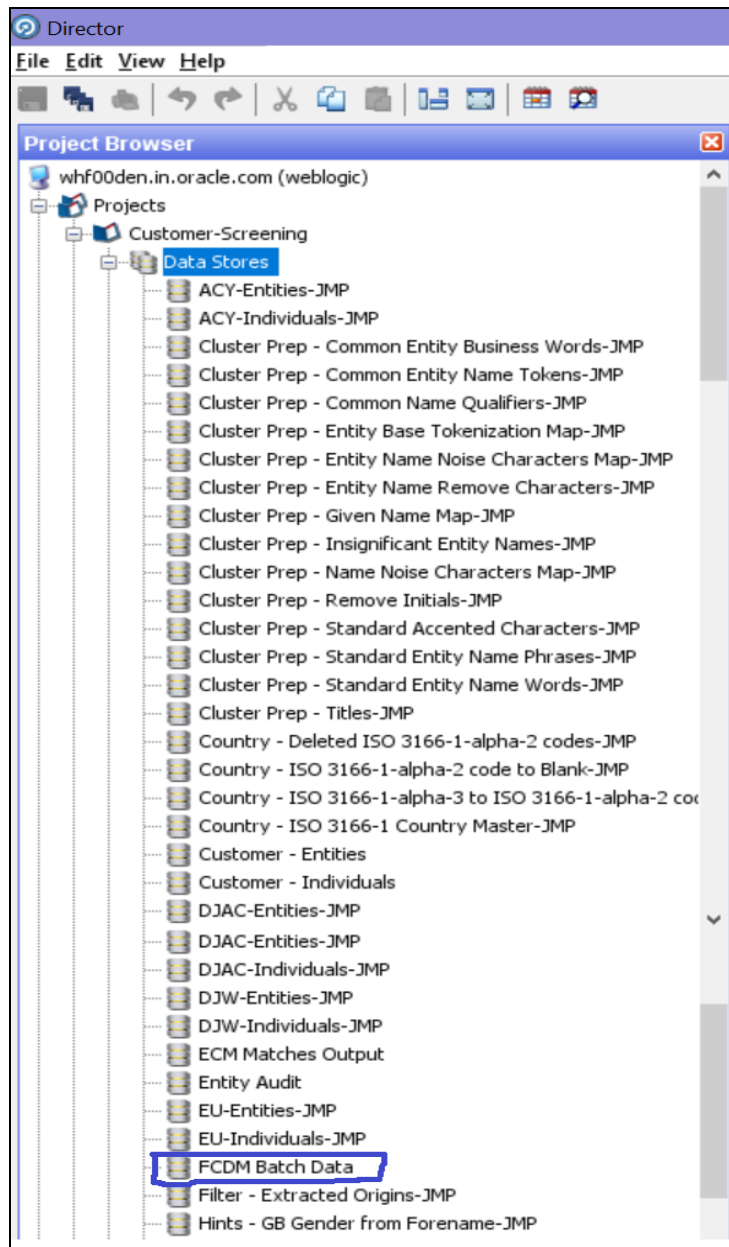 Director
File Edit View Help
Project Browser
whf00den.in.oracle.com (weblogic)
Projects
Customer-Screening
Data Stores
ACY-Entities-JMP
ACY-Individuals-JMP
Cluster Prep - Common Entity Business Words-JMP
Cluster Prep - Common Entity Name Tokens-JMP
Cluster Prep - Common Name Qualifiers-JMP
Cluster Prep - Entity Base Tokenization Map-JMP
Cluster Prep - Entity Name Noise Characters Map-JMP
Cluster Prep - Entity Name Remove Characters-JMP
Cluster Prep - Given Name Map-JMP
Cluster Prep - Insignificant Entity Names-JMP
Cluster Prep - Name Noise Characters Map-JMP
Cluster Prep - Remove Initials-JMP
Cluster Prep - Standard Accented Characters-JMP
Cluster Prep - Standard Entity Name Phrases-JMP
Cluster Prep - Standard Entity Name Words-JMP
Cluster Prep - Titles-JMP
Country - Deleted ISO 3166-1-alpha-2 codes-JMP
Country - ISO 3166-1-alpha-2 code to Blank-JMP
Country - ISO 3166-1-alpha-3 to ISO 3166-1-alpha-2 co
Country - ISO 3166-1 Country Master-JMP
Customer - Entities
Customer - Individuals
DJAC-Entities-JMP
DJAC-Entities-JMP
DJAC-Individuals-JMP
DJW-Entities-JMP
DJW-Individuals-JMP
ECM Matches Output
Entity Audit
EU-Entities-JMP
EU-Individuals-JMP
FCDM Batch Data
Filter - Extracted Origins-JMP
Hints - GB Gender from Forename-JMP